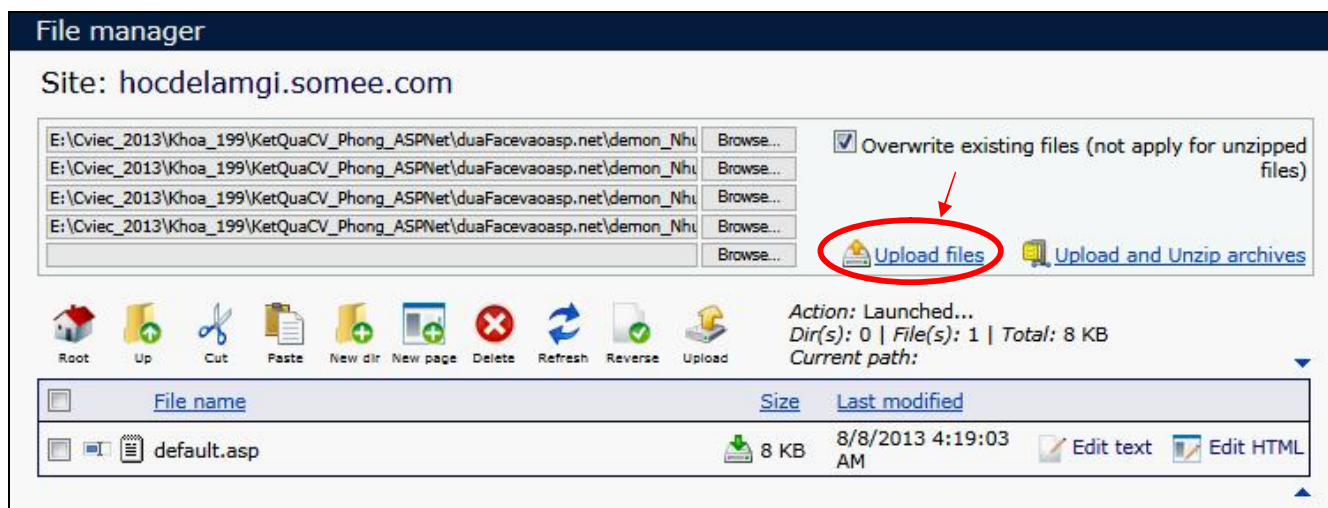 File manager
Site: hocdelamgi.somee.com
E:\Cviec_2013\Khoa_199\KetQuaCV_Phong_ASPNet\duaFacevaoasp.net\demon_Nhu Browse...
E:\Cviec_2013\Khoa_199\KetQuaCV_Phong_ASPNet\duaFacevaoasp.net\demon_Nhu Browse...
E:\Cviec_2013\Khoa_199\KetQuaCV_Phong_ASPNet\duaFacevaoasp.net\demon_Nhu Browse...
E:\Cviec_2013\Khoa_199\KetQuaCV_Phong_ASPNet\duaFacevaoasp.net\demon_Nhu Browse...
Browse...
Overwrite existing files (not apply for unzipped
files)
Upload files Upload and Unzip archives
Root Up Cut Paste New dir New page Delete Refresh Reverse Upload
Action: Launched...
Dir(s): 0 | File(s): 1 | Total: 8 KB
Current path:
File name Size Last modified
default.asp 8 KB 8/8/2013 4:19:03 AM Edit text Edit HTML